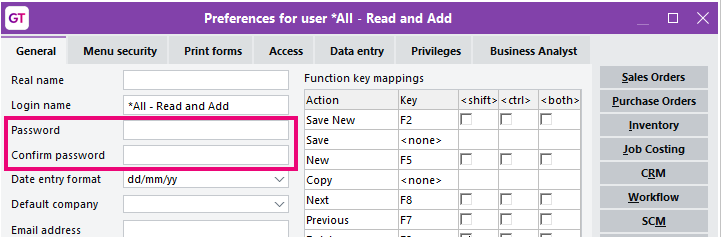 GT
Preferences for user *All - Read and Add
General Menu security Print forms Access Data entry Privileges Business Analyst
Real name
Login name *All - Read and Add
Password
Confirm password
Date entry format dd/mm/yy
Default company
Email address
Function key mappings
Action Key <shift> <ctrl> <both>
Save New F2
Save <none>
New F5
Copy <none>
Next F8
Previous F7
Sales Orders
Purchase Orders
Inventory
Job Costing
CRM
Workflow
SCM